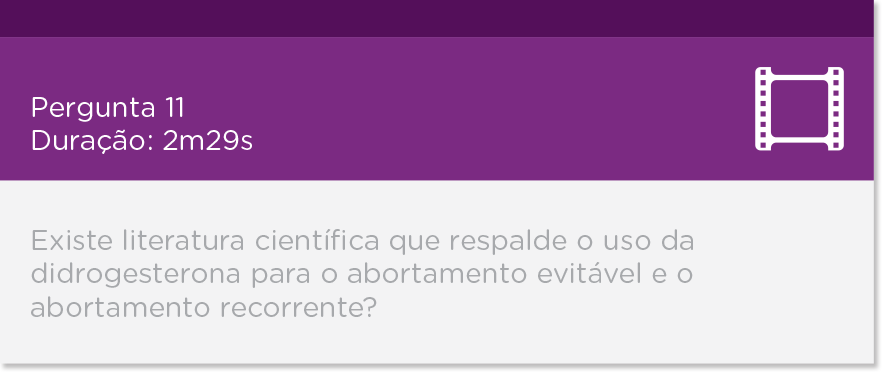 Pergunta 11
Duração: 2m29s
Existe literatura científica que respalde o uso da
didrogesterona para o abortamento evitável e o
abortamento recorrente?